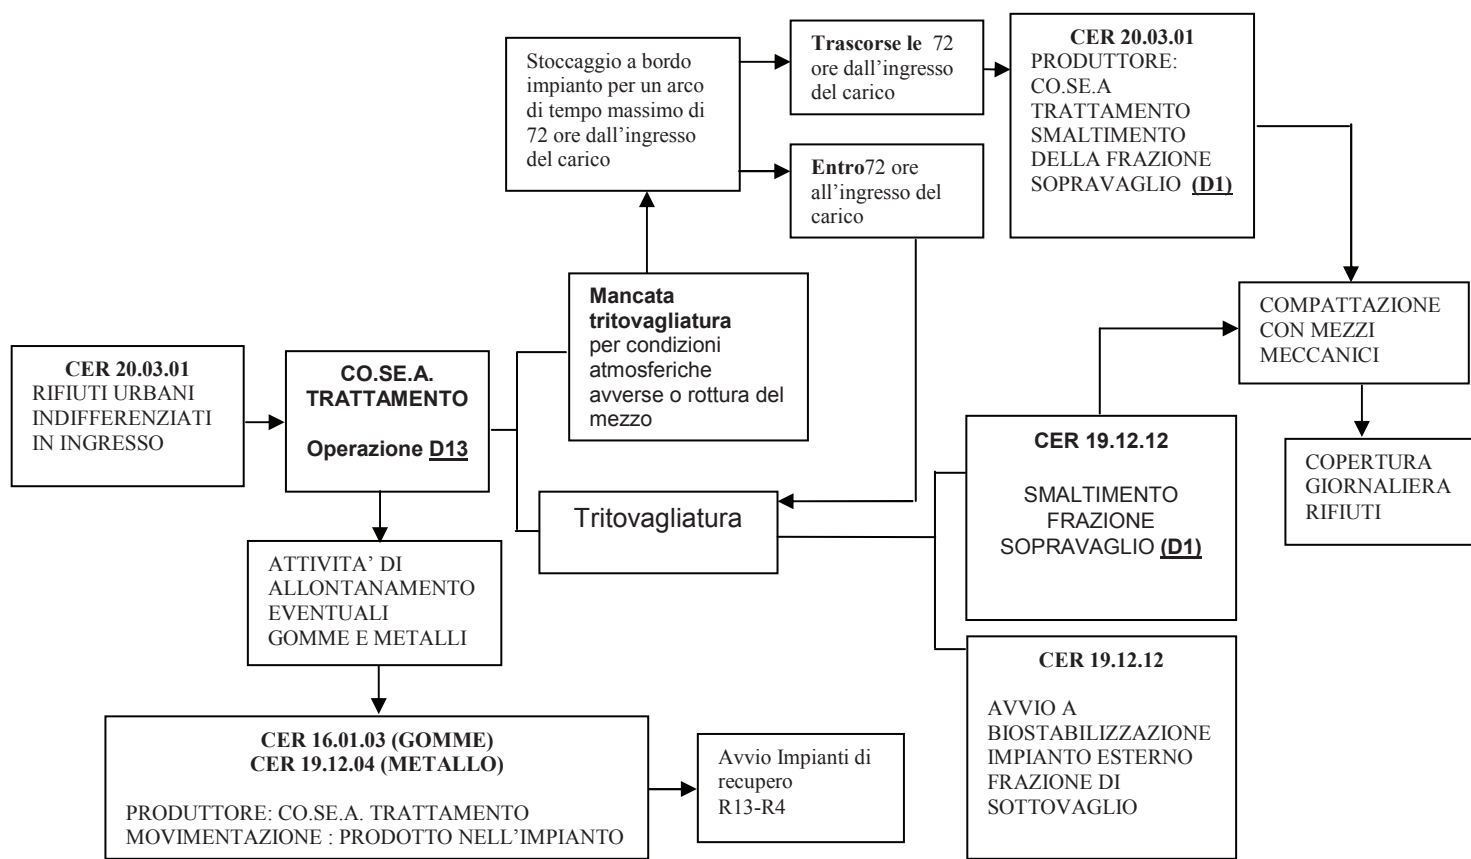 Stoccaggio a bordo
impianto per un arco
di tempo massimo di
72 ore dall'ingresso
del carico
Trascorse le 72
ore dall'ingresso
del carico
CER 20.03.01
PRODUTTORE:
CO.SE.A
TRATTAMENTO
SMALTIMENTO
DELLA FRAZIONE
SOPRAVAGLIO (D1)
Entro72 ore
all'ingresso del
carico
Mancata
tritovagliatura
per condizioni
atmosferiche
avverse o rottura del
mezzo
COMPATTAZIONE
CON MEZZI
MECCANICI
CER 20.03.01
RIFIUTI URBANI
INDIFFERENZIATI
IN INGRESSO
CO.SE.A.
TRATTAMENTO
Operazione D13
CER 19.12.12
SMALTIMENTO
FRAZIONE
SOPRAVAGLIO (D1)
COPERTURA
GIORNALIERA
RIFIUTI
Tritovagliatura
ATTIVITA' DI
ALLONTANAMENTO
EVENTUALI
GOMME E METALLI
CER 19.12.12
AVVIO A
BIOSTABILIZZAZIONE
IMPIANTO ESTERNO
FRAZIONE DI
SOTTOVAGLIO
CER 16.01.03 (GOMME)
CER 19.12.04 (METALLO)
PRODUTTORE: CO.SE.A. TRATTAMENTO
MOVIMENTAZIONE : PRODOTTO NELL'IMPIANTO
Avvio Impianti di
recupero
R13-R4